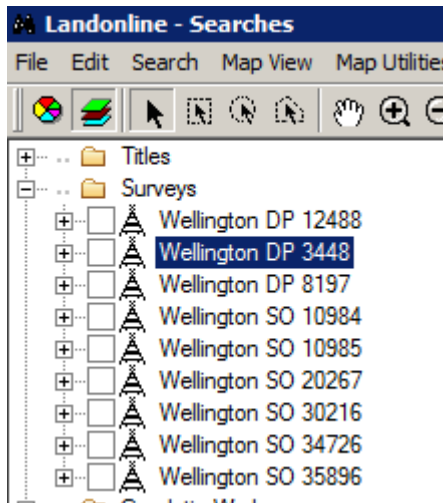 Landonline - Searches
File Edit Search Map View Map Utilities
Titles
Surveys
Wellington DP 12488
Wellington DP 3448
Wellington DP 8197
Wellington SO 10984
Wellington SO 10985
Wellington SO 20267
Wellington SO 30216
Wellington SO 34726
Wellington SO 35896